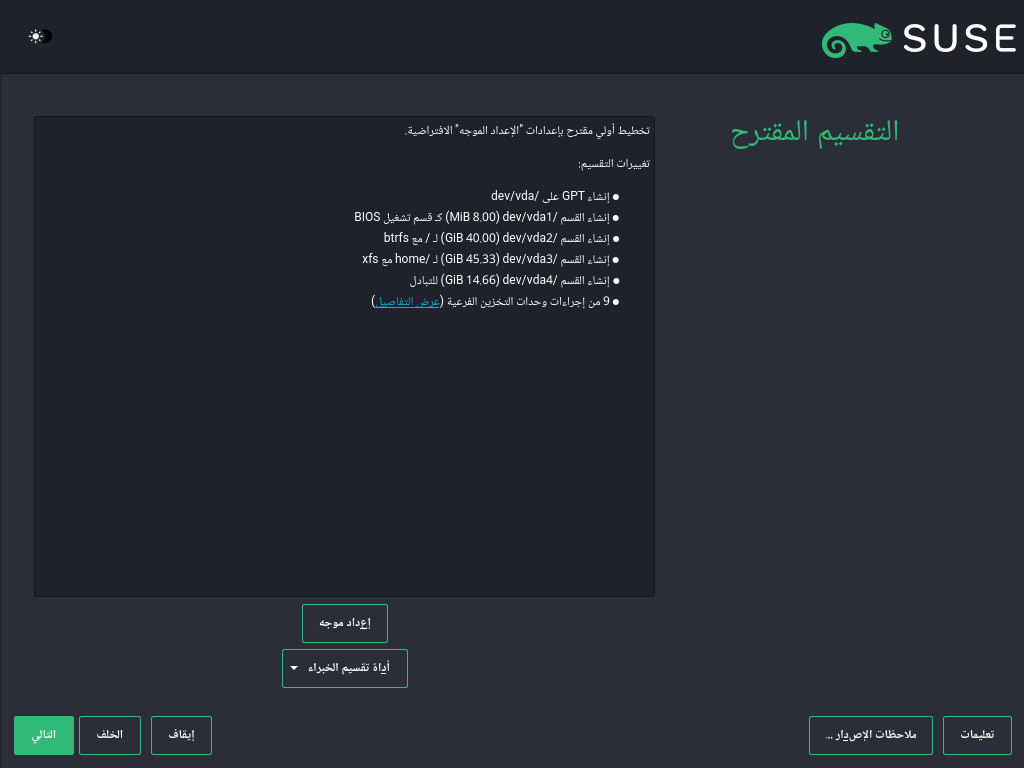 SUSE
التقسيم المقترح
تخطيط أولي مقترح بإعدادات "الإعداد الموجه" الافتراضية.
تغييرات التقسيم:
● إنشاء GPT على /dev/vda
● إنشاء القسم /dev/vda1 (8.00 MiB) كـ قسم تشغيل BIOS
● إنشاء القسم /dev/vda2 (40.00 GiB) لـ / مع btrfs
● إنشاء القسم /dev/vda3 (45.33 GiB) لـ /home مع xfs
● إنشاء القسم /dev/vda4 (14.66 GiB) للتبادل
● 9 من إجراءات وحدات التخزين الفرعية (عرض التفاصيل)
إعداد موجه
أداة تقسيم الخبراء
تعليمات
ملاحظات الإصدار ...
إيقاف
الخلف
التالي